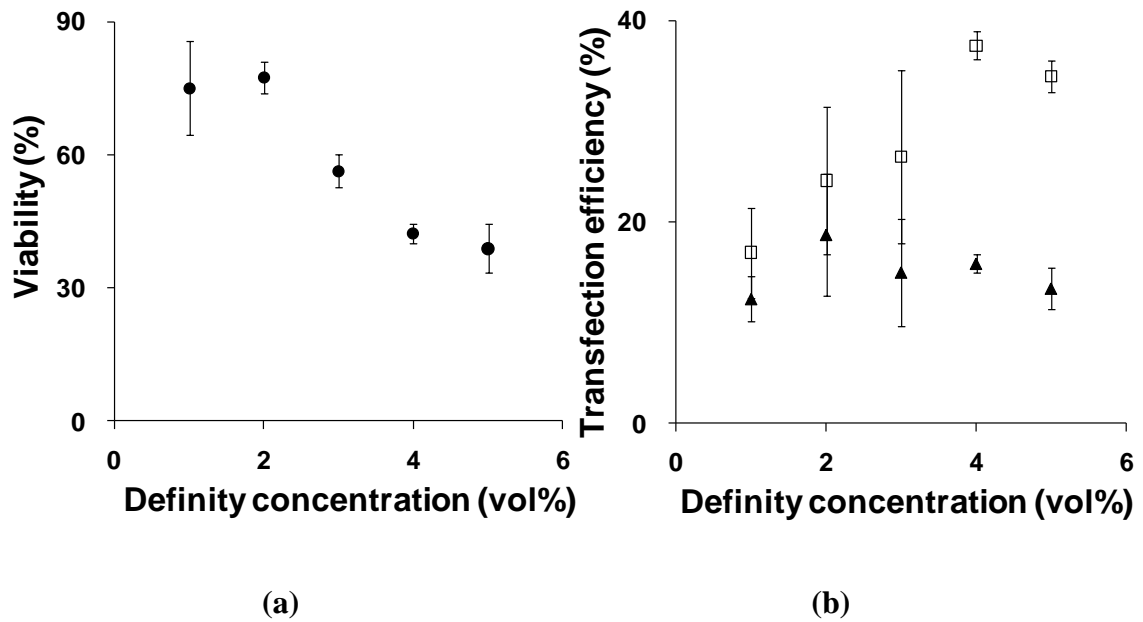 Viability (%)
90
60
30
0
0 2 4 6
Definity concentration (vol%)
(a)
Transfection efficiency (%)
40
20
0
0 2 4 6
Definity concentration (vol%)
(b)